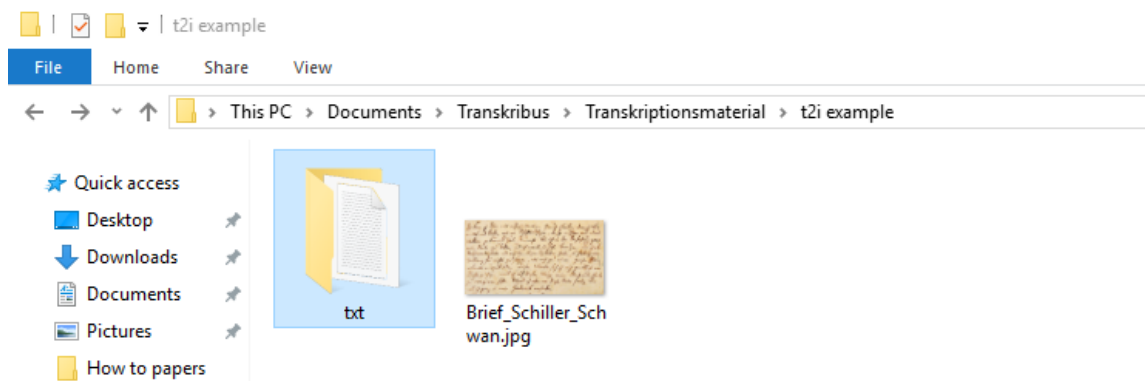 t2i example
File Home Share View
This PC > Documents > Transkribus > Transkriptionsmaterial > t2i example
Quick access
Desktop
Downloads
Documents
Pictures
How to papers
txt
Brief_Schiller_Sch
wan.jpg